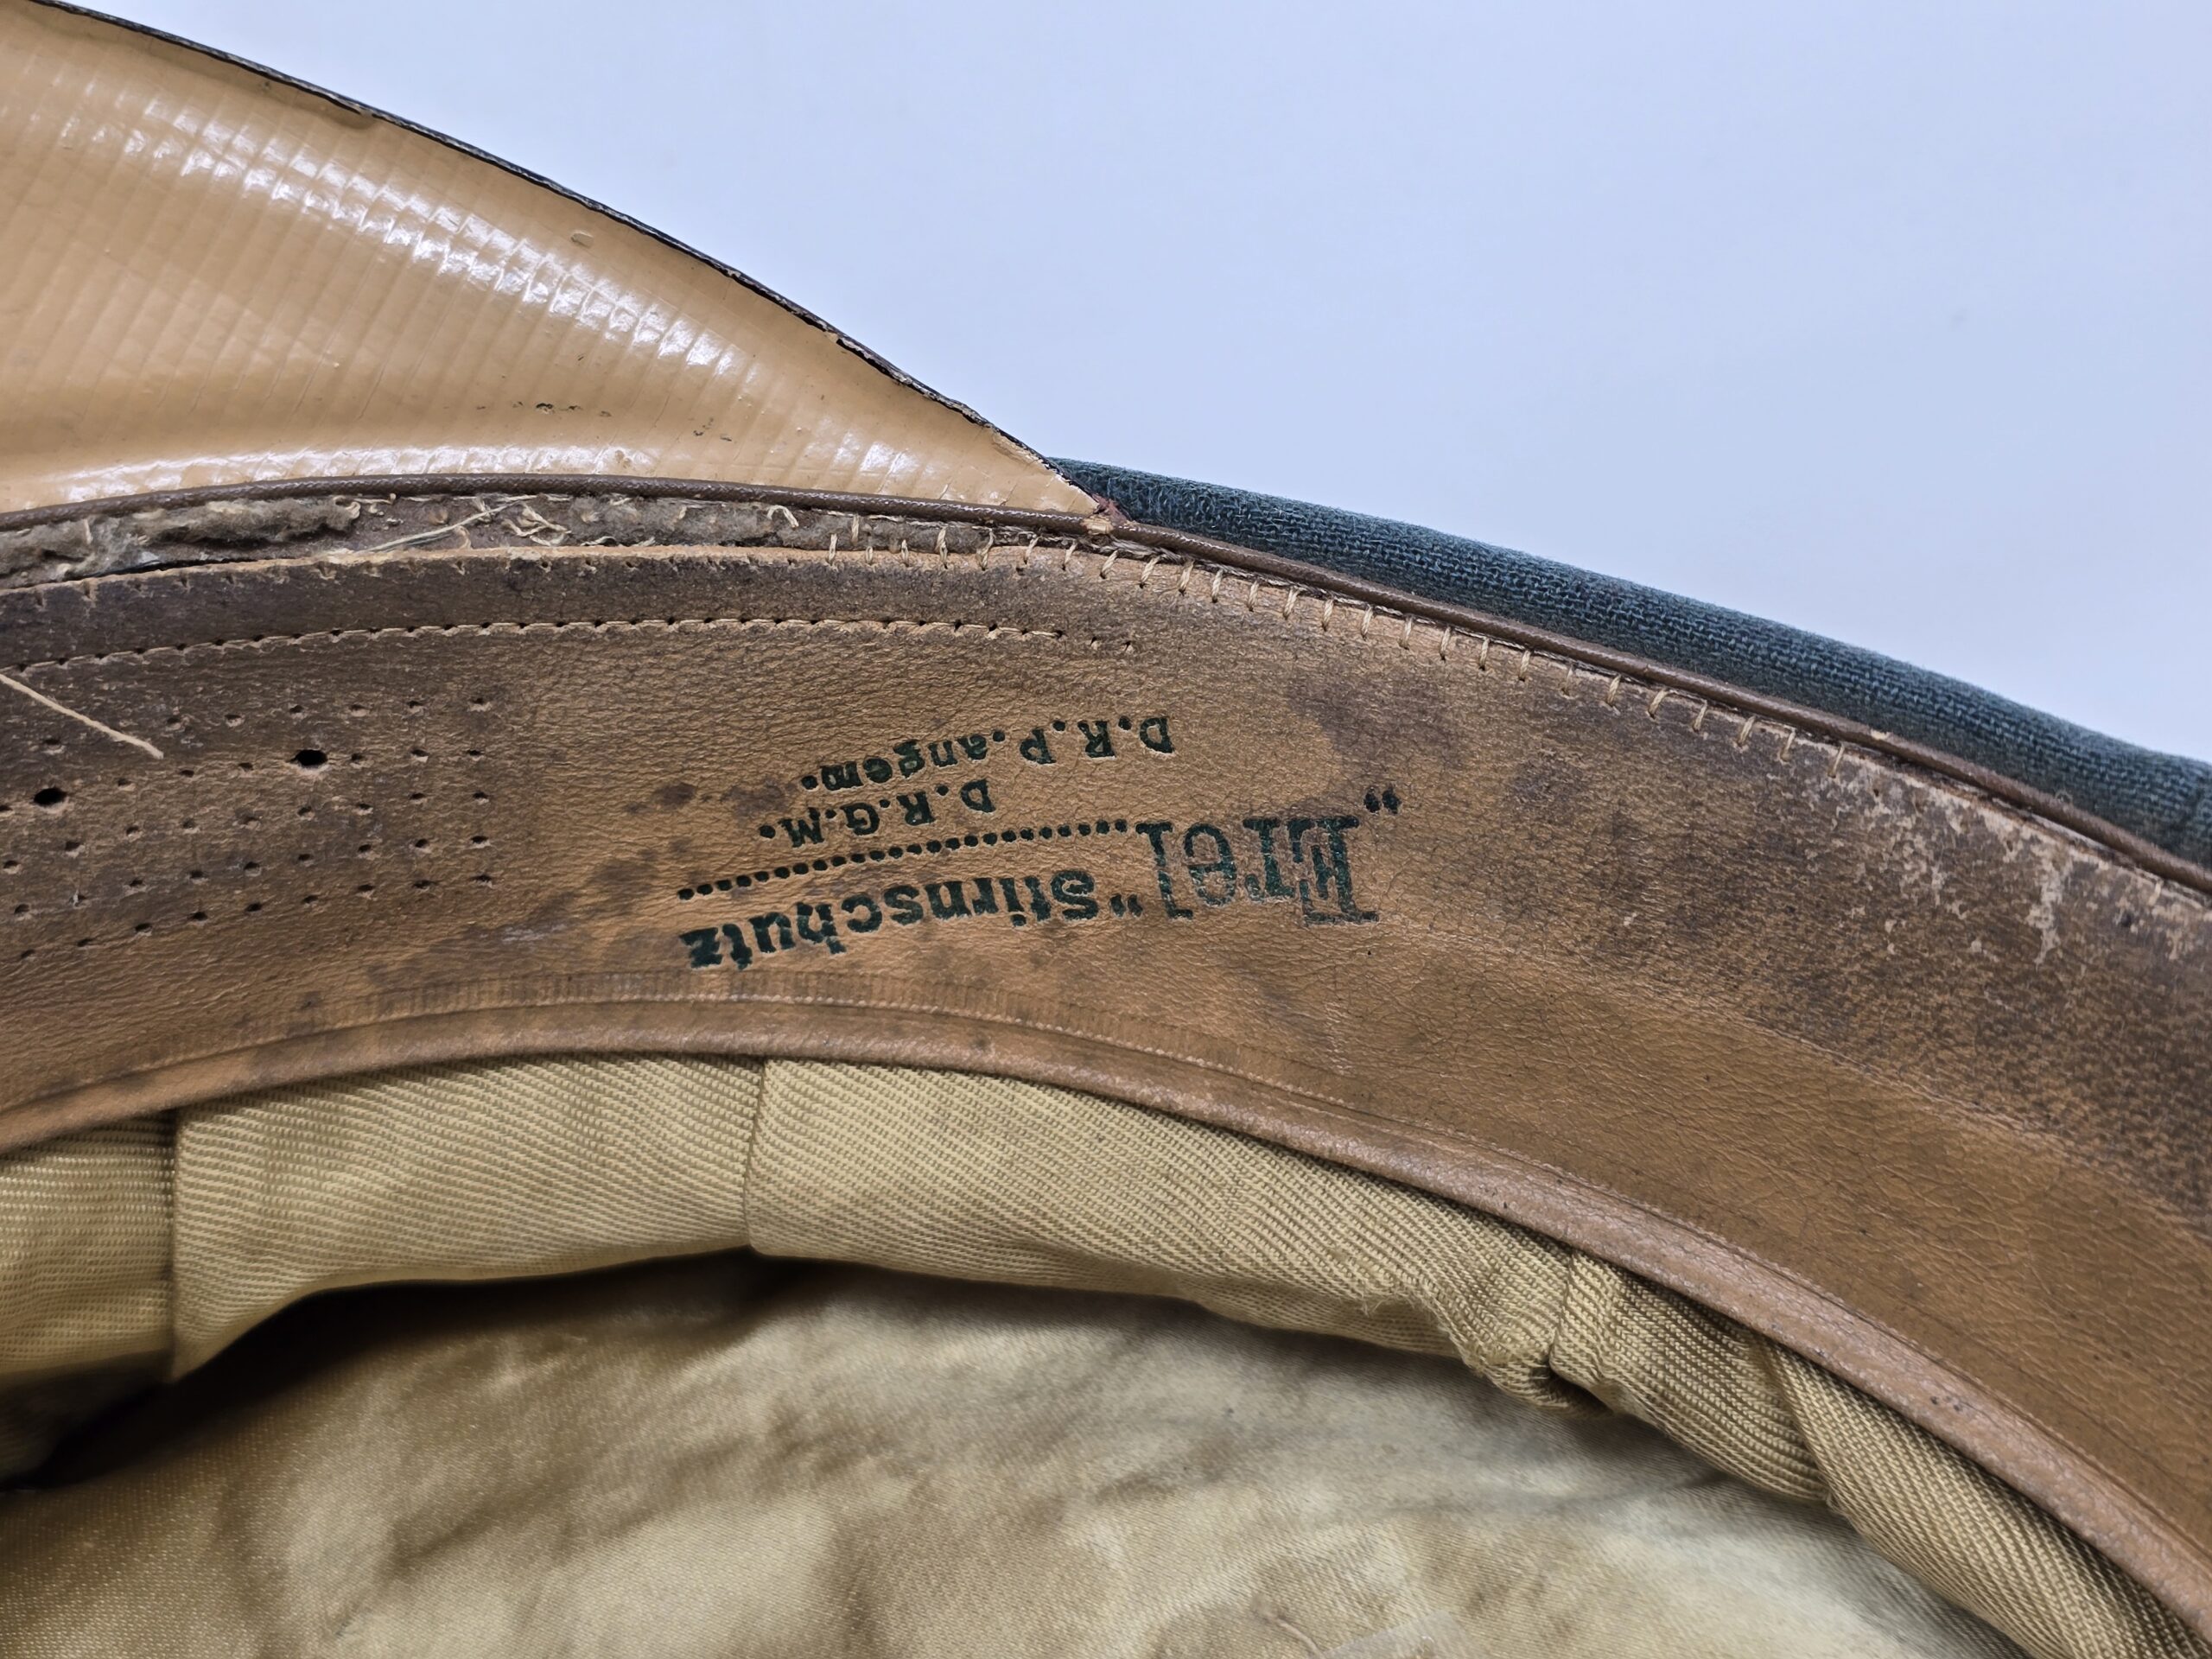 „Erel“ Stirnschutz
D.R.G.M.
D.R.P. angem.